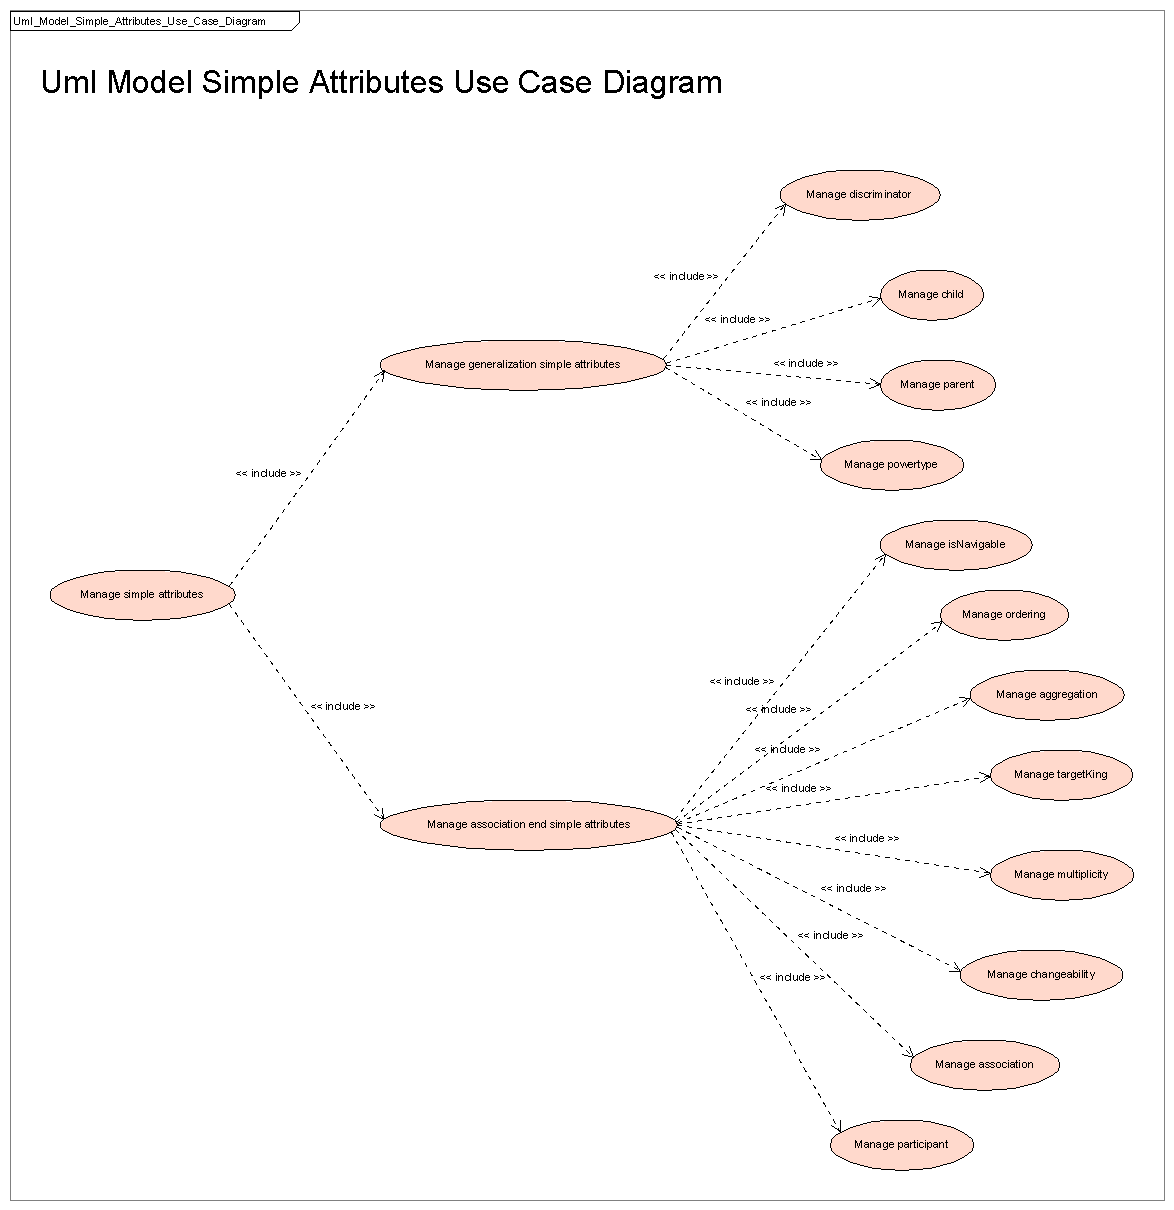 Uml_Model_Simple_Attributes_Use_Case_Diagram
Uml Model Simple Attributes Use Case Diagram
Manage discriminator
<< include >>
Manage child
<< include >>
<< include >>
Manage generalization simple attributes
Manage parent
<< include >>
Manage powertype
<< include >>
Manage isNavigable
Manage simple attributes
Manage ordering
<< include >>
Manage aggregation
<< include >>
<< include >>
<< include >>
Manage targetKing
<< include >>
Manage association end simple attributes
<< include >>
Manage multiplicity
<< include >>
<< include >>
Manage changeability
<< include >>
Manage association
Manage participant